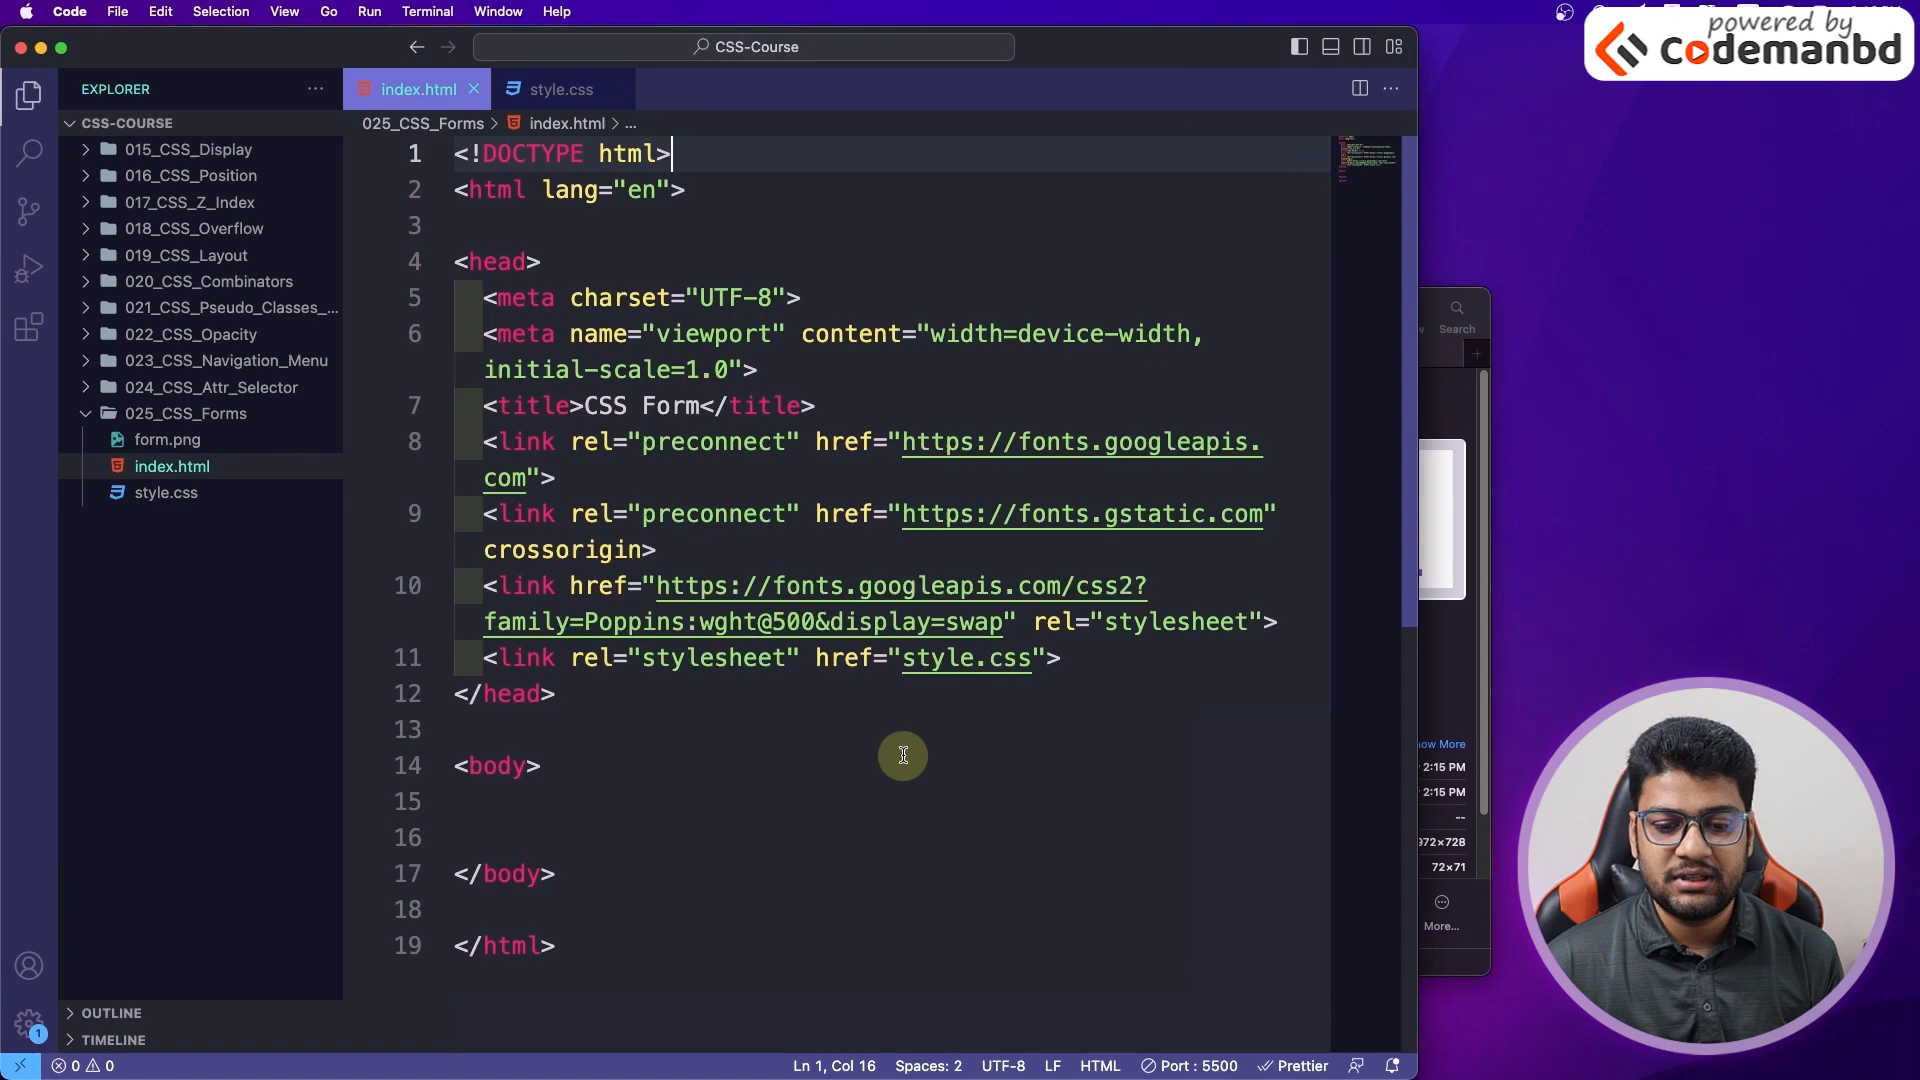 Code File Edit Selection View Go Run Terminal Window Help
powered by
Codemanbd
CSS-Course
EXPLORER
index.html
style.css
CSS-COURSE
025_CSS_Forms > index.html > ...
015_CSS_Display
016_CSS_Position
017_CSS_Z_Index
018_CSS_Overflow
019_CSS_Layout
020_CSS_Combinators
021_CSS_Pseudo_Classes_...
022_CSS_Opacity
023_CSS_Navigation_Menu
024_CSS_Attr_Selector
025_CSS_Forms
form.png
index.html
style.css
OUTLINE
TIMELINE
1 <!DOCTYPE html>
2 <html lang="en">
3
4 <head>
5 <meta charset="UTF-8">
6 <meta name="viewport" content="width=device-width,
initial-scale=1.0">
7 <title>CSS Form</title>
8 <link rel="preconnect" href="https://fonts.googleapis.
com">
9 <link rel="preconnect" href="https://fonts.gstatic.com"
crossorigin>
10 <link href="https://fonts.googleapis.com/css2?
family=Poppins:wght@500&display=swap" rel="stylesheet">
11 <link rel="stylesheet" href="style.css">
12 </head>
13
14 <body>
15
16
17 </body>
18
19 </html>
Search
ow More
2:15 PM
2:15 PM
--
972×728
72×71
More...
1
0 0
Ln 1, Col 16 Spaces: 2 UTF-8 LF HTML Port : 5500 Prettier